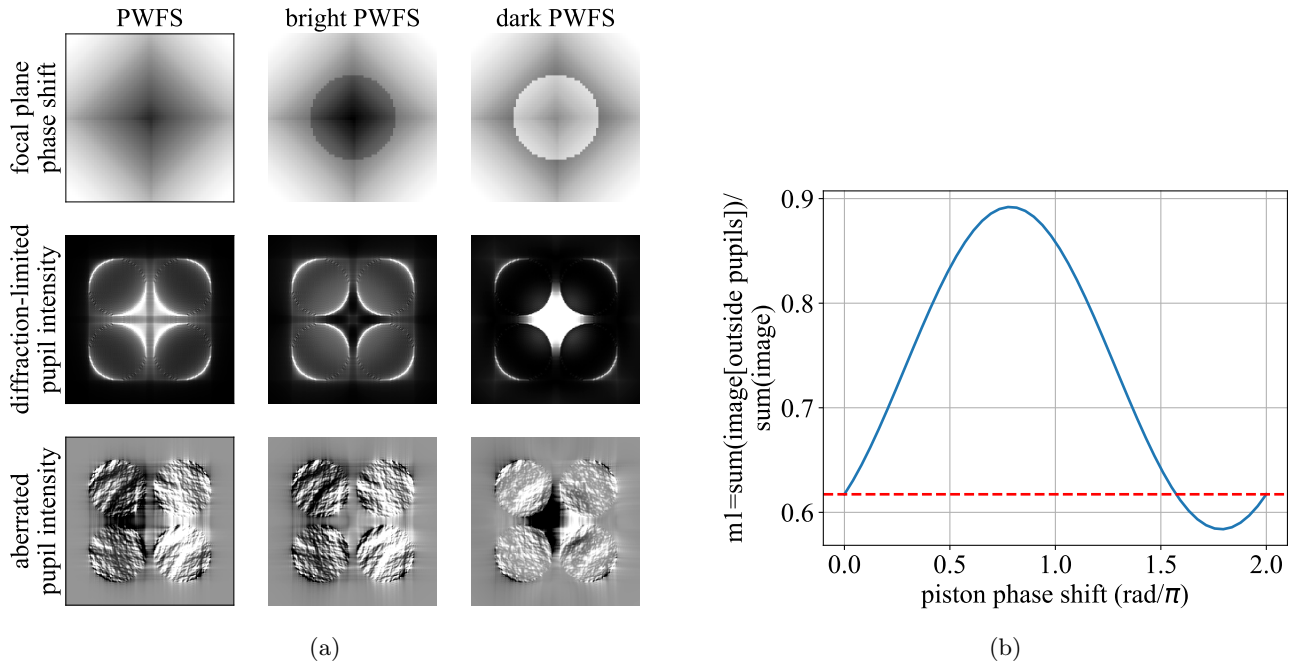 PWFS
bright PWFS
dark PWFS
focal plane
phase shift
diffraction-limited
pupil intensity
aberrated
pupil intensity
(a)
m1=sum(image[outside pupils])/
sum(image)
0.9
0.8
0.7
0.6
0.0
0.5
1.0
1.5
2.0
piston phase shift (rad/π)
(b)